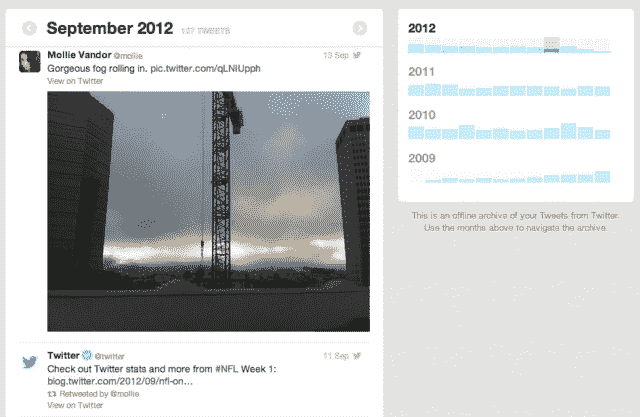 September 2012 127 TWEETS
Mollie Vandor @mollie 13 Sep
Gorgeous fog rolling in. pic.twitter.com/qLNIUpph
View on Twitter
Twitter @twitter 11 Sep
Check out Twitter stats and more from #NFL Week 1:
blog.twitter.com/2012/09/nfl-on...
Retweeted by @mollie
View on Twitter
2012
2011
2010
2009
This is an offline archive of your Tweets from Twitter.
Use the months above to navigate the archive.